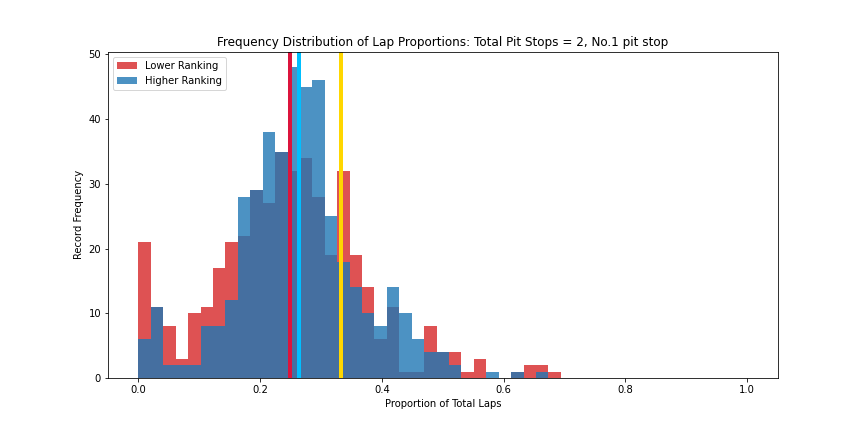 Frequency Distribution of Lap Proportions: Total Pit Stops = 2, No.1 pit stop
Lower Ranking
Higher Ranking
Record Frequency
50
40
30
20
10
0
0.0 0.2 0.4 0.6 0.8 1.0
Proportion of Total Laps